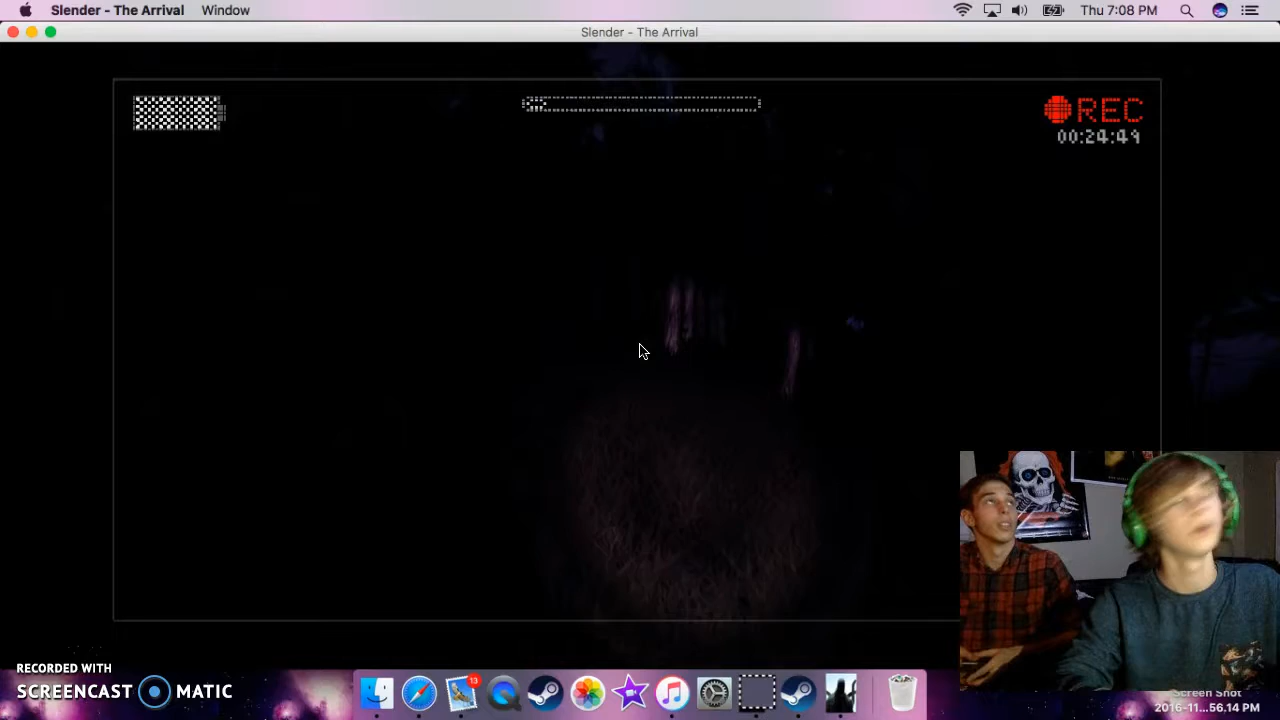 Slender - The Arrival Window Thu 7:08 PM
Slender - The Arrival
REC
00:24:49
13
RECORDED WITH
SCREENCAST MATIC
Screen Shot
2016-11...56.14 PM